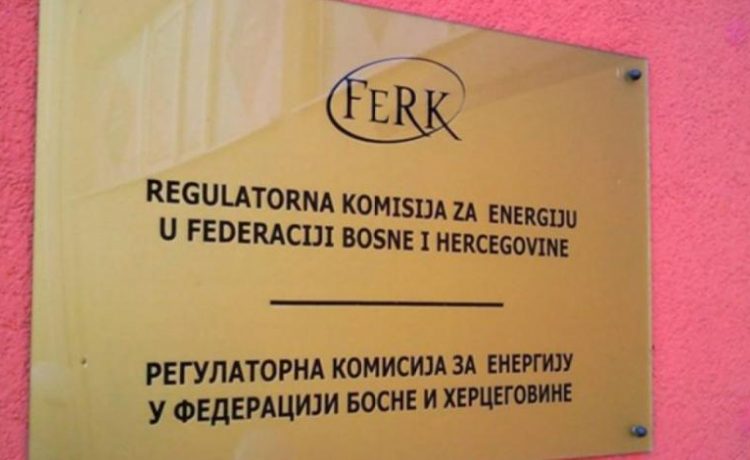 FERK
REGULATORNA KOMISIJA ZA ENERGIJU
U FEDERACIJI BOSNE I HERCEGOVINE
РЕГУЛАТОРНА КОМИСИЈА ЗА ЕНЕРГИЈУ
У ФЕДЕРАЦИЈИ БОСНЕ И ХЕРЦЕГОВИНЕ